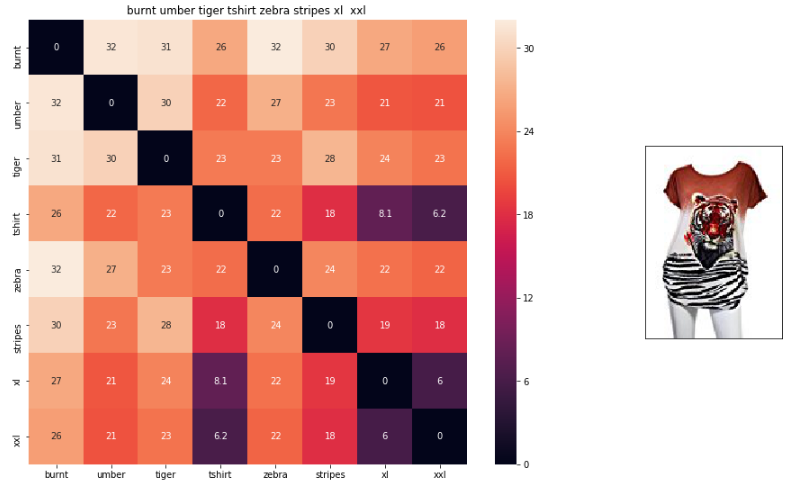 burnt umber tiger tshirt zebra stripes xl  xxl
burnt 0 32 31 26 32 30 27 26
umber 32 0 30 22 27 23 21 21
tiger 31 30 0 23 23 28 24 23
tshirt 26 22 23 0 22 18 8.1 6.2
zebra 32 27 23 22 0 24 22 22
stripes 30 23 28 18 24 0 19 18
xl 27 21 24 8.1 22 19 0 6
xxl 26 21 23 6.2 22 18 6 0
burnt umber tiger tshirt zebra stripes xl xxl
30
24
18
12
6
0